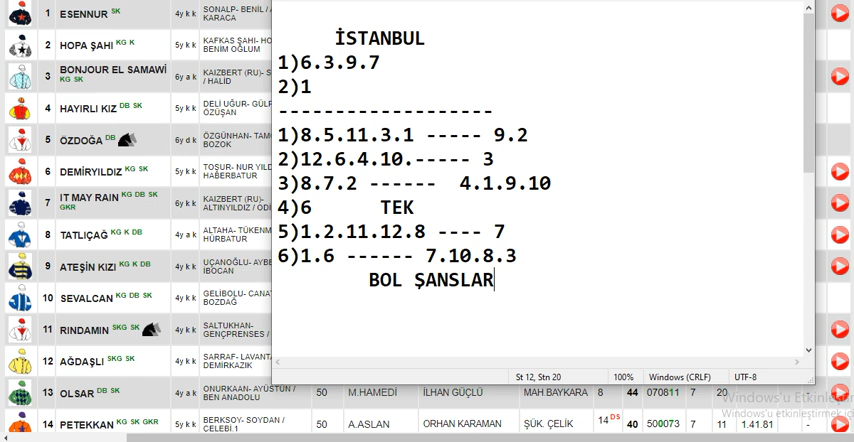 1 ESENNUR SK 4y k k SONALP- BENİL / A
KARACA
2 HOPA ŞAHI KG K 5y k k KAFKAS ŞAHI- HO
BENİM OĞLUM
3 BONJOUR EL SAMAWİ KG SK 6y a k KAIZBERT (RU)- S
/ HALİD
4 HAYIRLI KIZ DB SK 5y k k DELİ UĞUR- GÜLP
ÖZÜŞAN
5 ÖZDOĞA DB 6y d k ÖZGÜNHAN- TAM
BOZOK
6 DEMİRYILDIZ KG SK 5y k k TOSUR- NUR YILD
HABERBATUR
7 IT MAY RAIN KG DB SK GKR 6y k k KAIZBERT (RU)-
ALTINYILDIZ / ODİ
8 TATLIÇAĞ KG K DB 4y a k ALTAHA- TÜKENM
HÜRBATUR
9 ATEŞİN KIZI KG K DB 4y k k UÇANOĞLU- AYBE
İBOCAN
10 SEVALCAN KG DB SK 4y k k GELİBOLU- CANA
BOZDAĞ
11 RINDAMIN SKG SK 4y k k SALTUKHAN-
GENÇPRENSES /
12 AĞDAŞLI SKG SK 4y k k SARRAF- LAVANTA
DEMİRKAZIK
13 OLSAR DB SK 4y k k ONURKAAN- AYÜSTÜN /
BEN ANADOLU 50 M.HAMEDİ İLHAN GÜÇLÜ MAH.BAYKARA 8 44 070811 7 20 -
14 PETEKKAN KG SK GKR 5y k k BERKSOY- SOYDAN /
ÇELEBİ.1 50 A.ASLAN ORHAN KARAMAN ŞÜK. ÇELİK 14 DS 40 500073 7 11 1.41.81 -
İSTANBUL
1)6.3.9.7
2)1
-------------------
1)8.5.11.3.1 ----- 9.2
2)12.6.4.10.----- 3
3)8.7.2 ------ 4.1.9.10
4)6 TEK
5)1.2.11.12.8 ---- 7
6)1.6 ------ 7.10.8.3
BOL ŞANSLAR
St 12, Stn 20 100% Windows (CRLF) UTF-8
Windows'u Etkinleştir
Windows'u etkinleştirmek iç